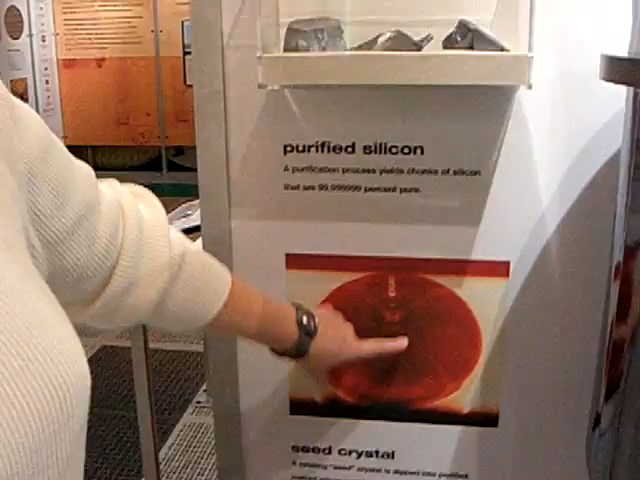 purified silicon
A purification process yields chunks of silicon
that are 99.999999 percent pure.
seed crystal
A rotating "seed" crystal is dipped into purified